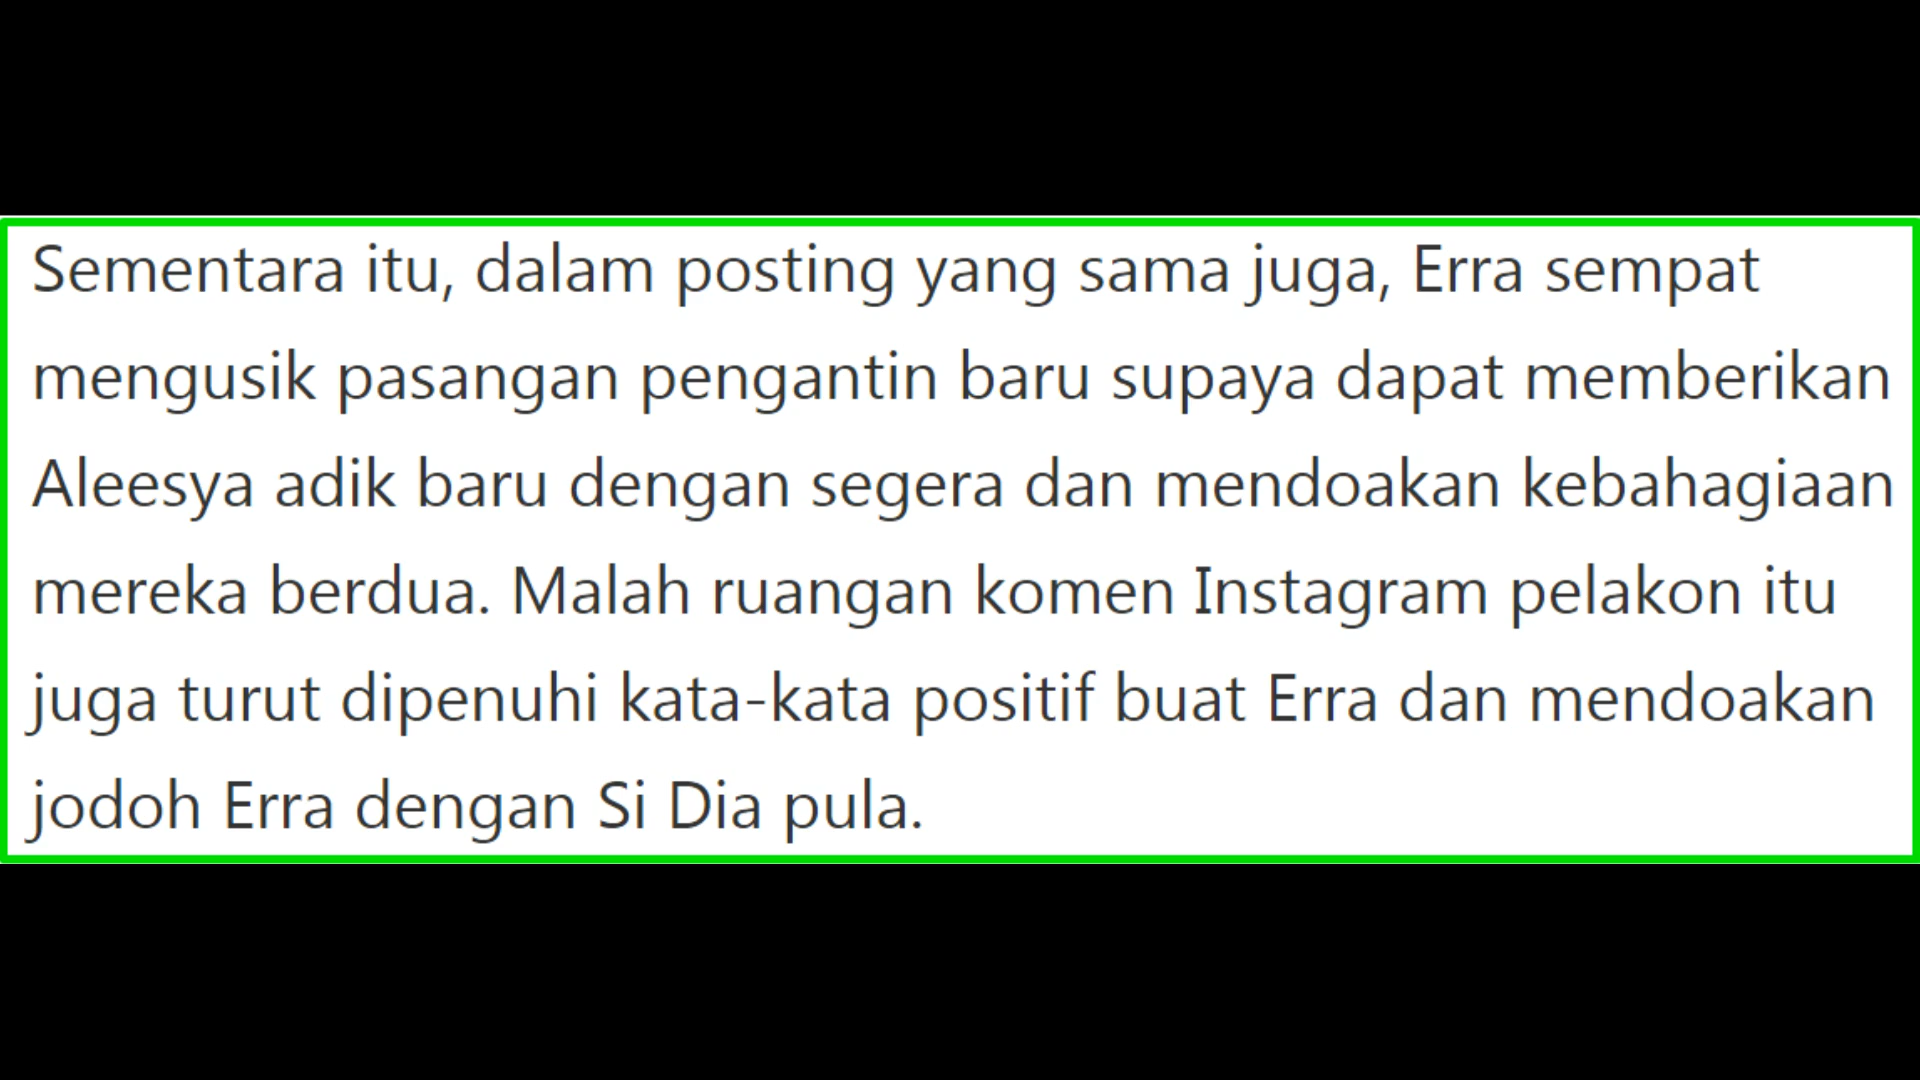 Sementara itu, dalam posting yang sama juga, Erra sempat
mengusik pasangan pengantin baru supaya dapat memberikan
Aleesya adik baru dengan segera dan mendoakan kebahagiaan
mereka berdua. Malah ruangan komen Instagram pelakon itu
juga turut dipenuhi kata-kata positif buat Erra dan mendoakan
jodoh Erra dengan Si Dia pula.